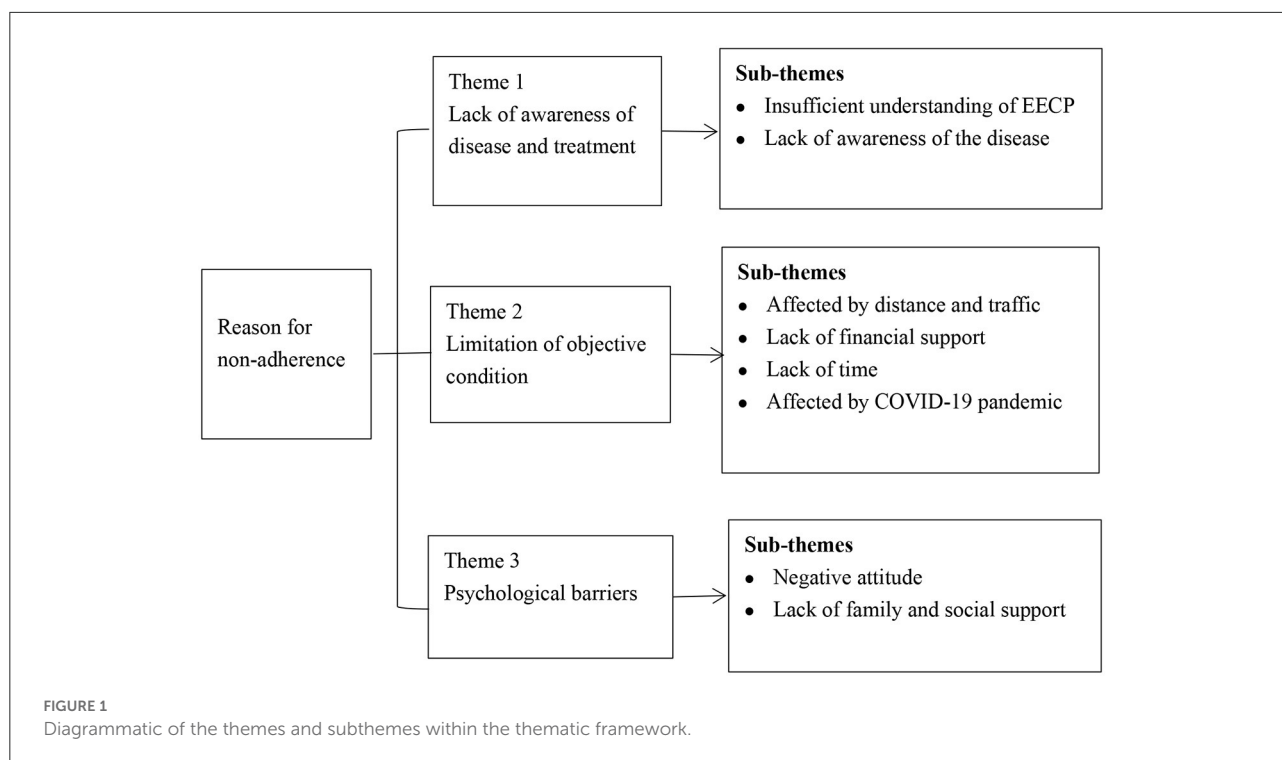 Theme 1
Lack of awareness of
disease and treatment
Sub-themes
● Insufficient understanding of EECP
● Lack of awareness of the disease
Reason for
non-adherence
Theme 2
Limitation of objective
condition
Sub-themes
● Affected by distance and traffic
● Lack of financial support
● Lack of time
● Affected by COVID-19 pandemic
Theme 3
Psychological barriers
Sub-themes
● Negative attitude
● Lack of family and social support
FIGURE 1
Diagrammatic of the themes and subthemes within the thematic framework.